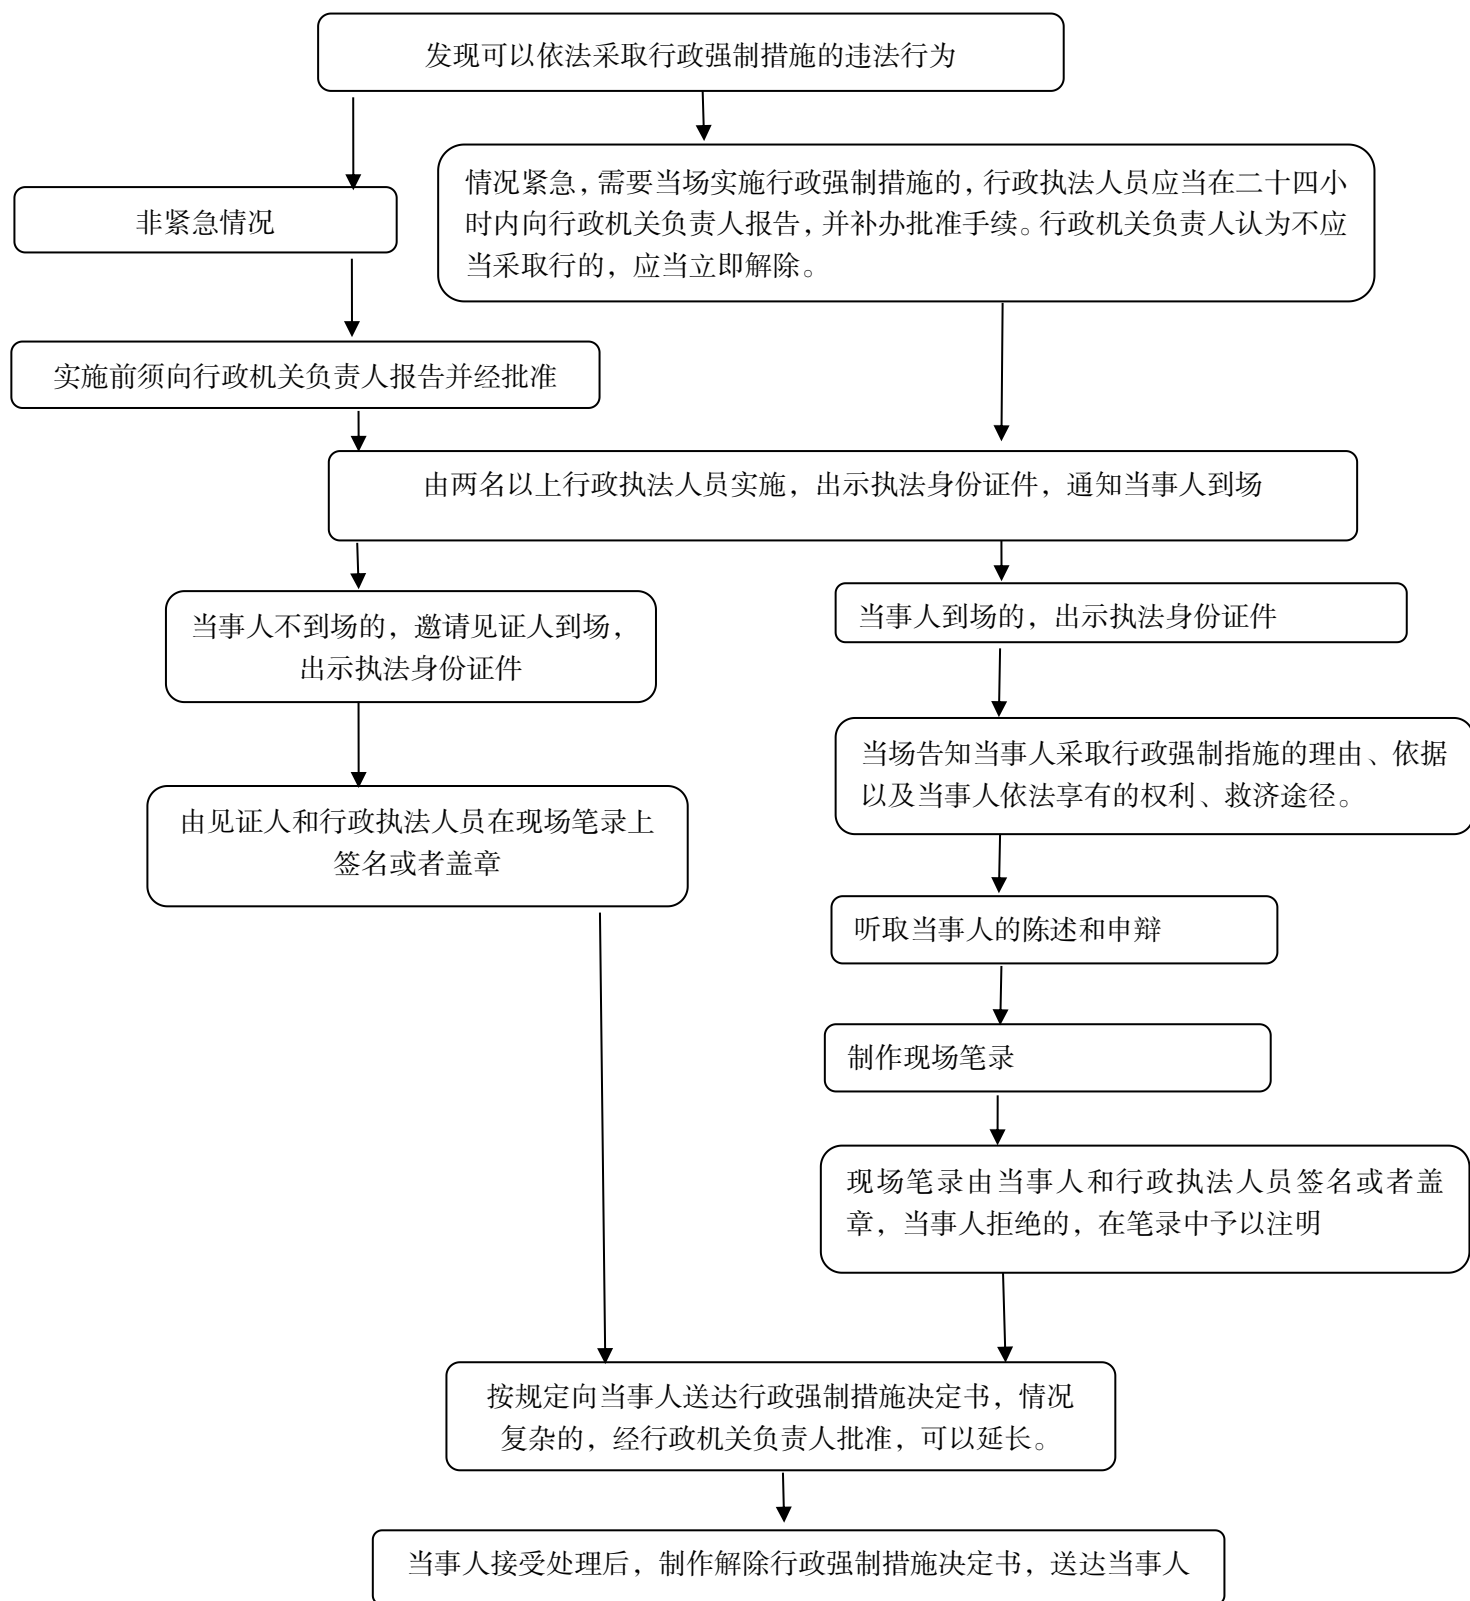 发现可以依法采取行政强制措施的违法行为
情况紧急，需要当场实施行政强制措施的，行政执法人员应当在二十四小
时内向行政机关负责人报告，并补办批准手续。行政机关负责人认为不应
当采取行的，应当立即解除。
非紧急情况
实施前须向行政机关负责人报告并经批准
由两名以上行政执法人员实施，出示执法身份证件，通知当事人到场
当事人不到场的，邀请见证人到场，
出示执法身份证件
由见证人和行政执法人员在现场笔录上
签名或者盖章
当事人到场的，出示执法身份证件
当场告知当事人采取行政强制指施的理由、依据
以及当事人依法享有的权利、救济途径。
听取当事人的陈述和申辩
制作现场笔录
现场笔录由当事人和行政执法人员签名或者盖
章，当事人拒绝的，在笔录中予以注明
按规定向当事人送达行政强制措施决定书，情况
复杂的，经行政机关负责人批准，可以延长。
当事人接受处理后，制作解除行政强制措施决定书，送达当事人